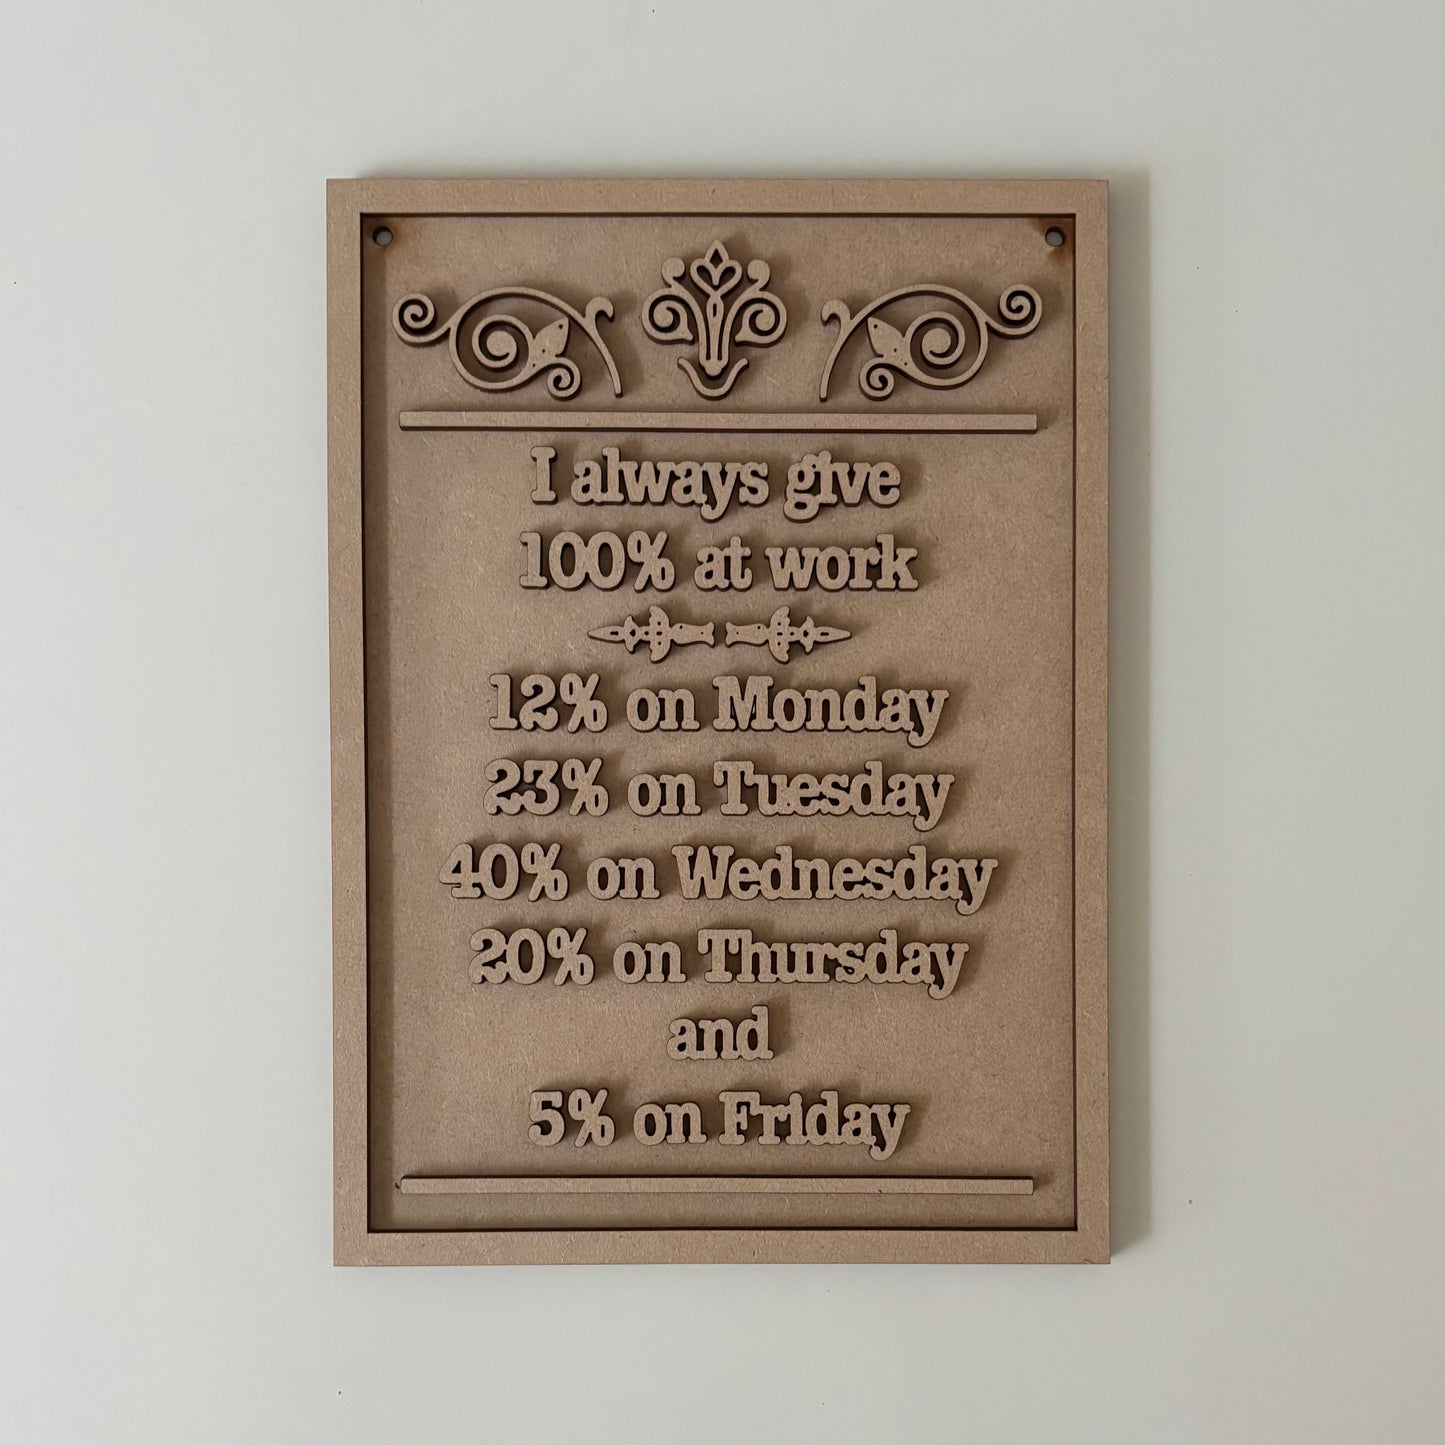 I always give
100% at work
12% on Monday
23% on Tuesday
40% on Wednesday
20% on Thursday
and
5% on Friday